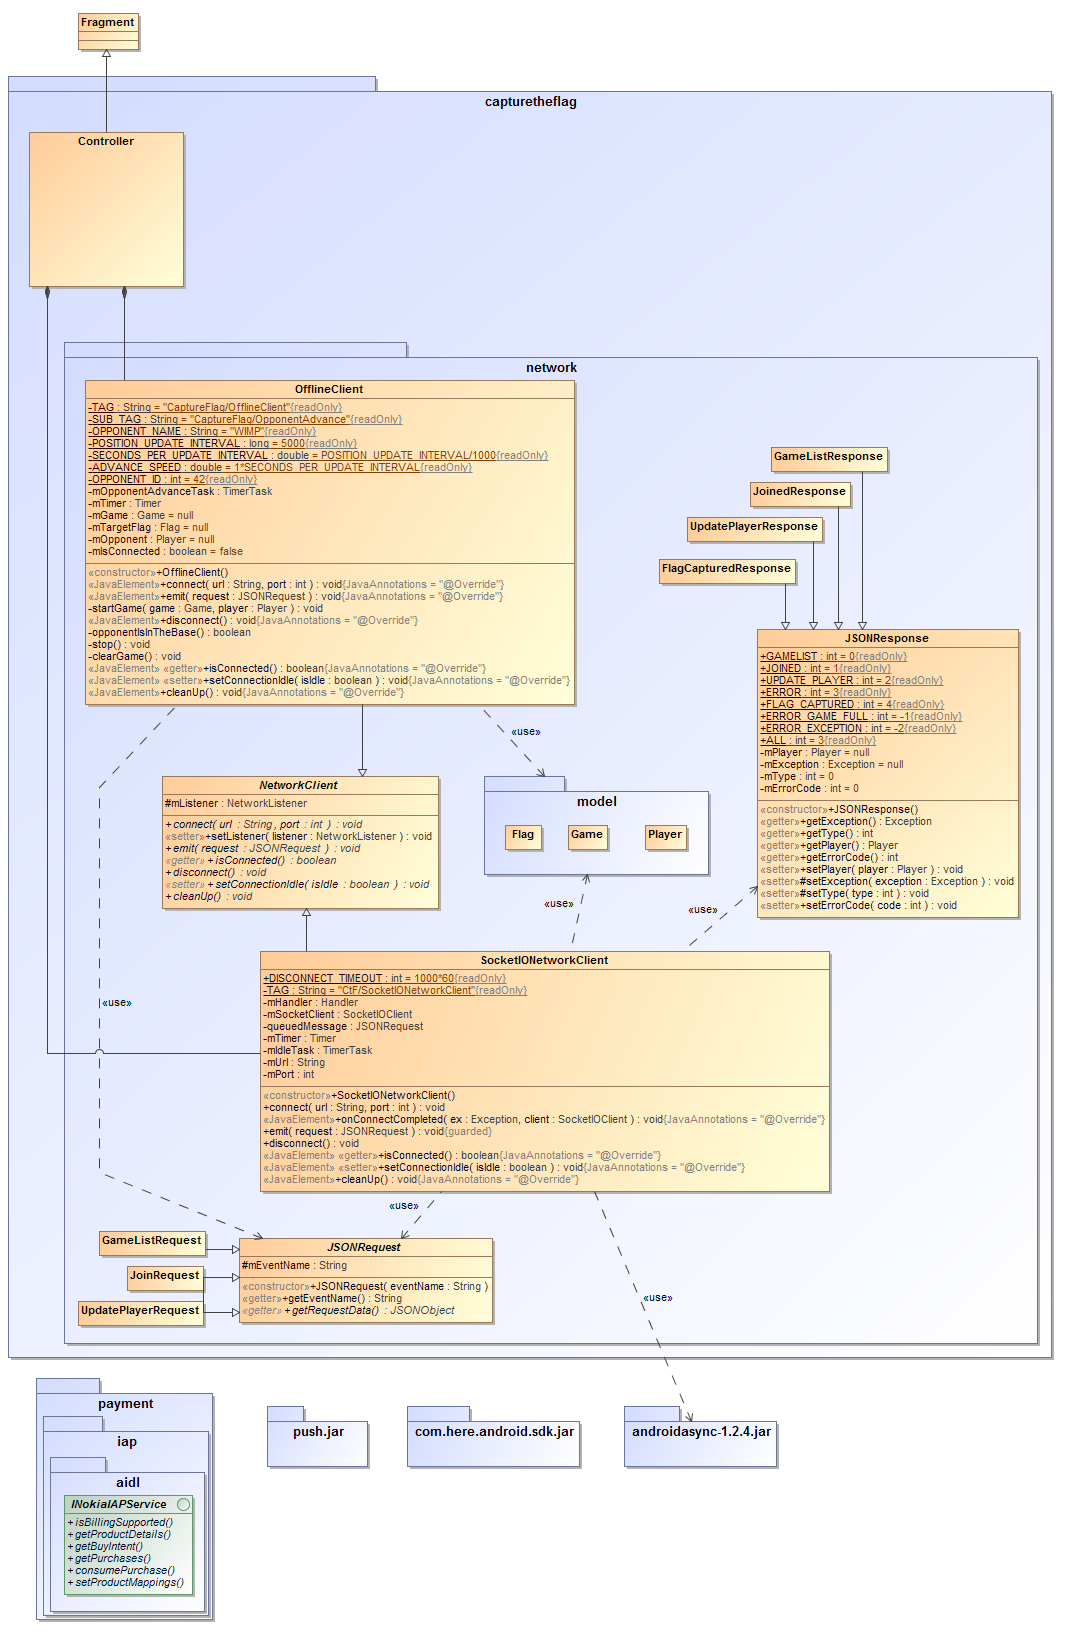 Fragment
capturetheflag
Controller
network
OfflineClient
-TAG : String = "CaptureFlag/OfflineClient"{readOnly}
-SUB_TAG : String = "CaptureFlag/OpponentAdvance"{readOnly}
-OPPONENT_NAME : String = "WIMP"{readOnly}
-POSITION_UPDATE_INTERVAL : long = 5000{readOnly}
-SECONDS_PER_UPDATE_INTERVAL : double = POSITION_UPDATE_INTERVAL/1000{readOnly}
-ADVANCE_SPEED : double = 1*SECONDS_PER_UPDATE_INTERVAL{readOnly}
-OPPONENT_ID : int = 42{readOnly}
-mOpponentAdvanceTask : TimerTask
-mTimer : Timer
-mGame : Game = null
-mTargetFlag : Flag = null
-mOpponent : Player = null
-mIsConnected : boolean = false
«constructor»+OfflineClient()
«JavaElement»+connect( url : String, port : int ) : void{JavaAnnotations = "@Override"}
«JavaElement»+emit( request : JSONRequest ) : void{JavaAnnotations = "@Override"}
-startGame( game : Game, player : Player ) : void
«JavaElement»+disconnect() : void{JavaAnnotations = "@Override"}
-opponentIsInTheBase() : boolean
-stop() : void
-clearGame() : void
«JavaElement» «getter»+isConnected() : boolean{JavaAnnotations = "@Override"}
«JavaElement» «setter»+setConnectionIdle( isIdle : boolean ) : void{JavaAnnotations = "@Override"}
«JavaElement»+cleanUp() : void{JavaAnnotations = "@Override"}
GameListResponse
JoinedResponse
UpdatePlayerResponse
FlagCapturedResponse
JSONResponse
+GAMELIST : int = 0{readOnly}
+JOINED : int = 1{readOnly}
+UPDATE_PLAYER : int = 2{readOnly}
+ERROR : int = 3{readOnly}
+FLAG_CAPTURED : int = 4{readOnly}
+ERROR_GAME_FULL : int = -1{readOnly}
+ERROR_EXCEPTION : int = -2{readOnly}
+ALL : int = 3{readOnly}
-mPlayer : Player = null
-mException : Exception = null
-mType : int = 0
-mErrorCode : int = 0
«constructor»+JSONResponse()
«getter»+getException() : Exception
«getter»+getType() : int
«getter»+getPlayer() : Player
«getter»+getErrorCode() : int
«setter»+setPlayer( player : Player ) : void
«setter»#setException( exception : Exception ) : void
«setter»#setType( type : int ) : void
«setter»+setErrorCode( code : int ) : void
«use»
NetworkClient
#mListener : NetworkListener
+connect( url : String, port : int ) : void
«setter»+setListener( listener : NetworkListener ) : void
+emit( request : JSONRequest ) : void
«getter» +isConnected() : boolean
+disconnect() : void
«setter» +setConnectionIdle( isIdle : boolean ) : void
+cleanUp() : void
model
Flag
Game
Player
«use»
«use»
SocketIONetworkClient
+DISCONNECT_TIMEOUT : int = 1000*60{readOnly}
-TAG : String = "CtF/SocketIONetworkClient"{readOnly}
-mHandler : Handler
-mSocketClient : SocketIOClient
-queuedMessage : JSONRequest
-mTimer : Timer
-mIdleTask : TimerTask
-mUrl : String
-mPort : int
«constructor»+SocketIONetworkClient()
+connect( url : String, port : int ) : void
«JavaElement»+onConnectCompleted( ex : Exception, client : SocketIOClient ) : void{JavaAnnotations = "@Override"}
+emit( request : JSONRequest ) : void{guarded}
+disconnect() : void
«JavaElement» «getter»+isConnected() : boolean{JavaAnnotations = "@Override"}
«JavaElement» «setter»+setConnectionIdle( isIdle : boolean ) : void{JavaAnnotations = "@Override"}
«JavaElement»+cleanUp() : void{JavaAnnotations = "@Override"}
«use»
«use»
GameListRequest
JoinRequest
UpdatePlayerRequest
JSONRequest
#mEventName : String
«constructor»+JSONRequest( eventName : String )
«getter»+getEventName() : String
«getter» +getRequestData() : JSONObject
«use»
payment
iap
aidl
INokiaIAPService
+isBillingSupported()
+getProductDetails()
+getBuyIntent()
+getPurchases()
+consumePurchase()
+setProductMappings()
push.jar
com.here.android.sdk.jar
androidasync-1.2.4.jar